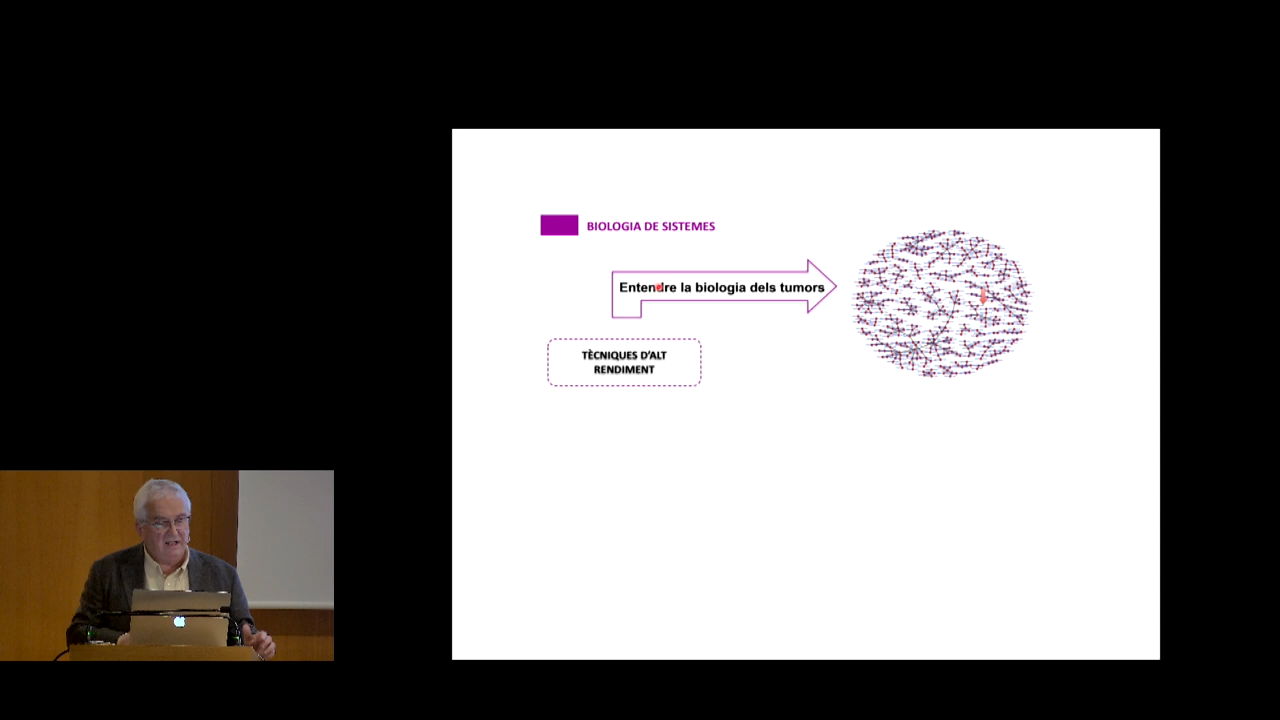 BIOLOGIA DE SISTEMES
Entendre la biologia dels tumors
TÈCNIQUES D'ALT
RENDIMENT